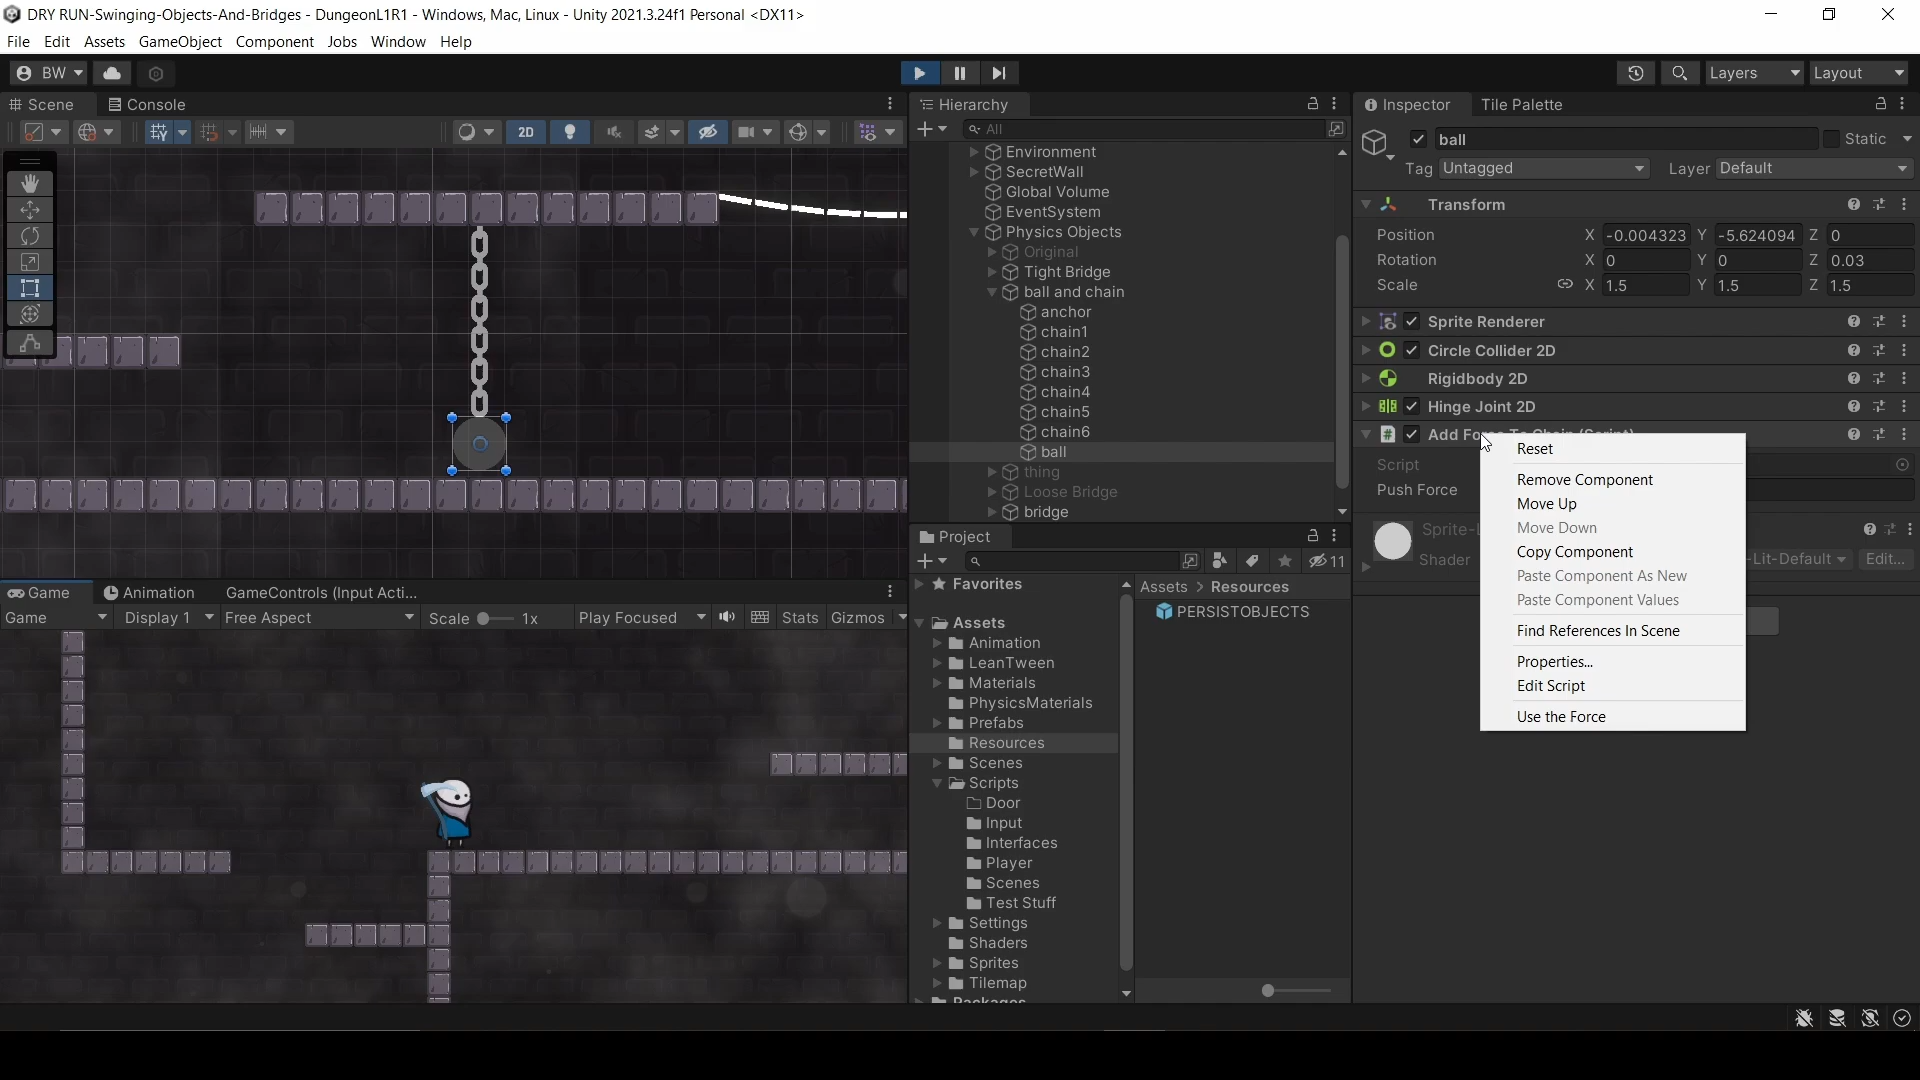 DRY RUN-Swinging-Objects-And-Bridges - DungeonL1R1 - Windows, Mac, Linux - Unity 2021.3.24f1 Personal <DX11>
File Edit Assets GameObject Component Jobs Window Help
BW Layers Layout
Scene Console
2D
Hierarchy
All
Environment
SecretWall
Global Volume
EventSystem
Physics Objects
Original
Tight Bridge
ball and chain
anchor
chain1
chain2
chain3
chain4
chain5
chain6
ball
thing
Loose Bridge
bridge
Inspector Tile Palette
ball Static
Tag Untagged Layer Default
Transform
Position X -0.004323 Y -5.624094 Z 0
Rotation X 0 Y 0 Z 0.03
Scale X 1.5 Y 1.5 Z 1.5
Sprite Renderer
Circle Collider 2D
Rigidbody 2D
Hinge Joint 2D
Add Force To Chain (Script)
Script
Push Force
Shader -Lit-Default Edit...
Reset
Remove Component
Move Up
Move Down
Copy Component
Paste Component As New
Paste Component Values
Find References In Scene
Properties...
Edit Script
Use the Force
Game Animation GameControls (Input Acti...
Game Display 1 Free Aspect Scale 1x Play Focused Stats Gizmos
Project
11
Favorites
Assets
Animation
LeanTween
Materials
PhysicsMaterials
Prefabs
Resources
Scenes
Scripts
Door
Input
Interfaces
Player
Scenes
Test Stuff
Settings
Shaders
Sprites
Tilemap
Packages
Assets > Resources
PERSISTOBJECTS